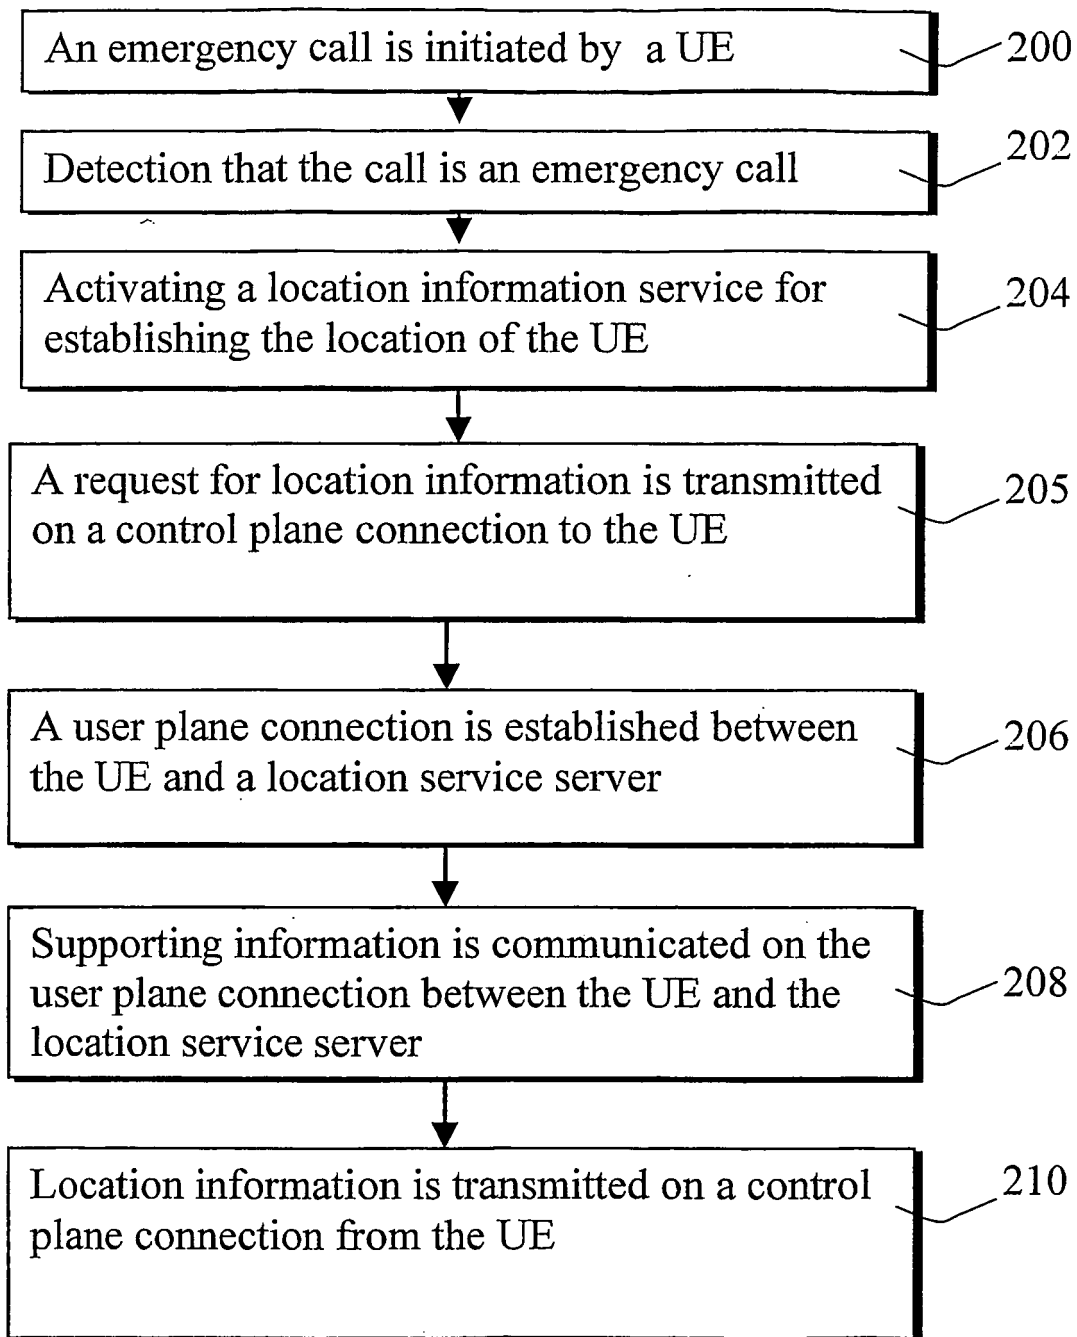 An emergency call is initiated by a UE
200
Detection that the call is an emergency call
202
Activating a location information service for
establishing the location of the UE
204
A request for location information is transmitted
on a control plane connection to the UE
205
A user plane connection is established between
the UE and a location service server
206
Supporting information is communicated on the
user plane connection between the UE and the
location service server
208
Location information is transmitted on a control
plane connection from the UE
210